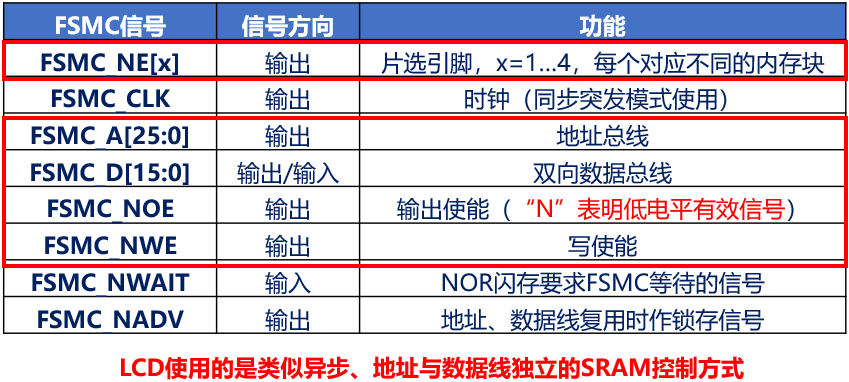 FSMC信号 信号方向 功能
FSMC_NE[x] 输出 片选引脚，x=1…4，每个对应不同的内存块
FSMC_CLK 输出 时钟（同步突发模式使用）
FSMC_A[25:0] 输出 地址总线
FSMC_D[15:0] 输出/输入 双向数据总线
FSMC_NOE 输出 输出使能（“N”表明低电平有效信号）
FSMC_NWE 输出 写使能
FSMC_NWAIT 输入 NOR闪存要求FSMC等待的信号
FSMC_NADV 输出 地址、数据线复用时作锁存信号
LCD使用的是类似异步、地址与数据线独立的SRAM控制方式